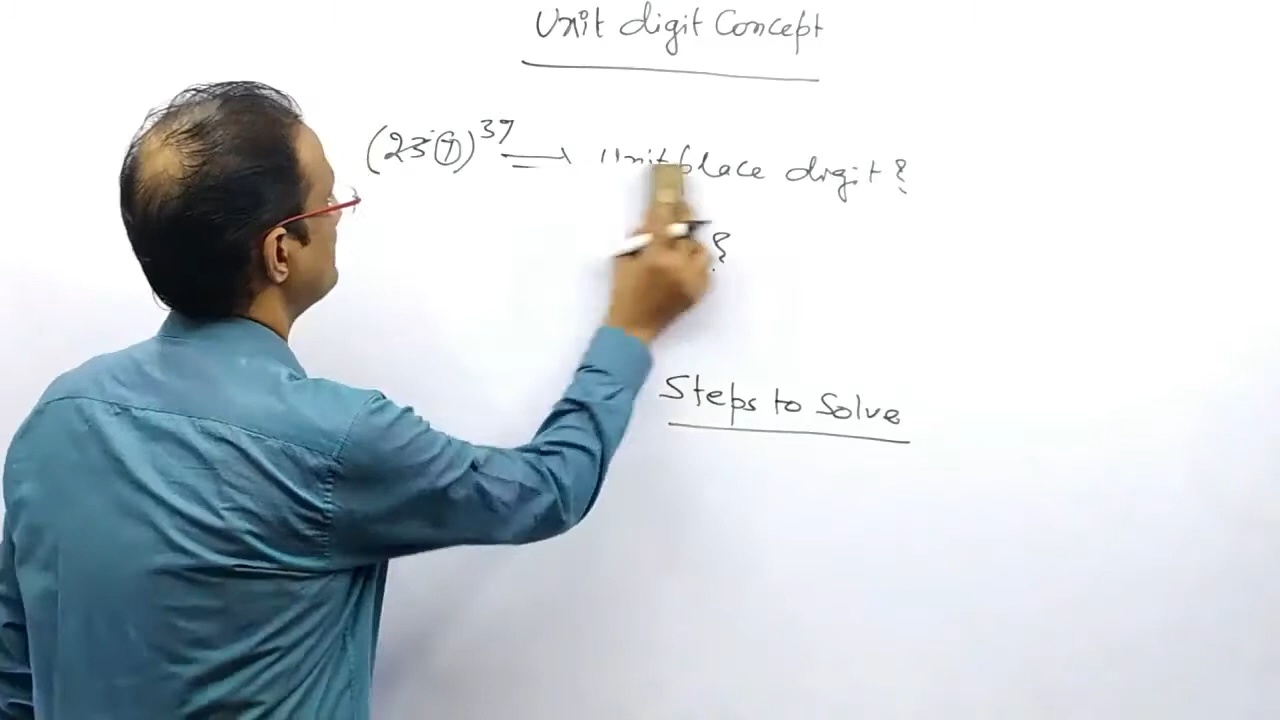 Unit digit Concept
(237)^37 → Unit place digit ?
?
Steps to Solve